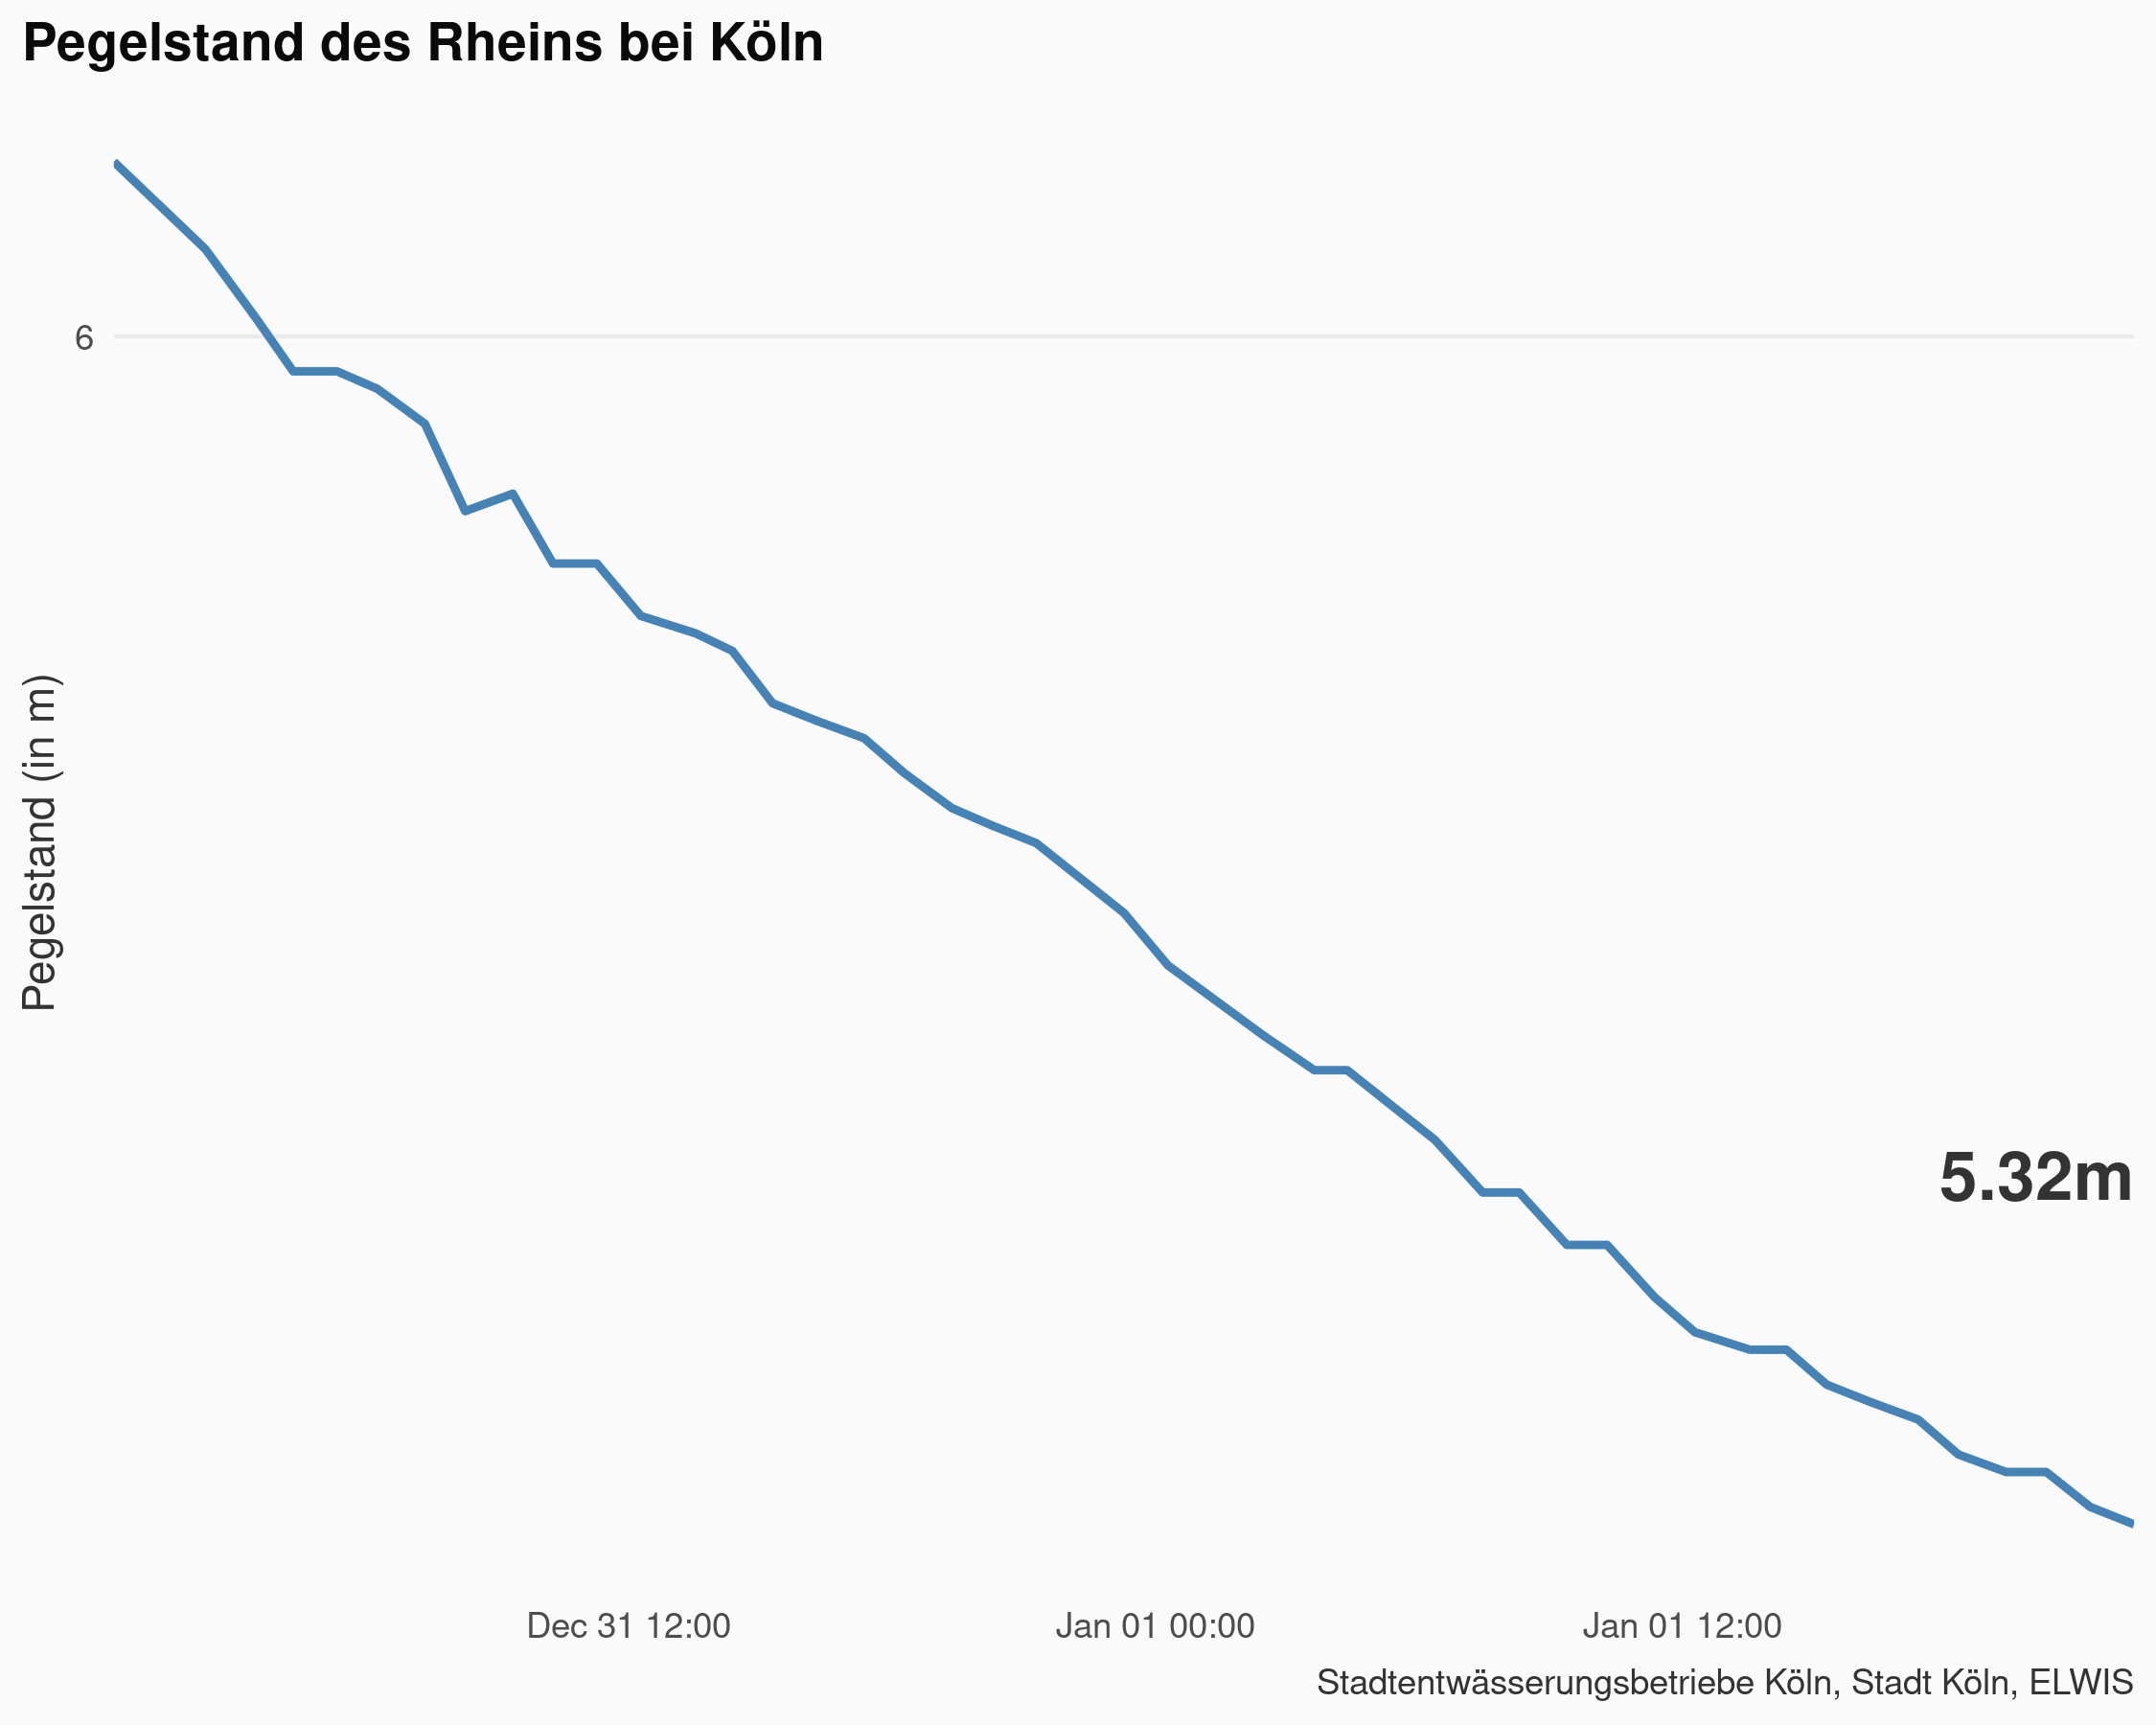 Pegelstand des Rheins bei Köln
6
Pegelstand (in m)
5.32m
Dec 31 12:00
Jan 01 00:00
Jan 01 12:00
Stadtentwässerungsbetriebe Köln, Stadt Köln, ELWIS